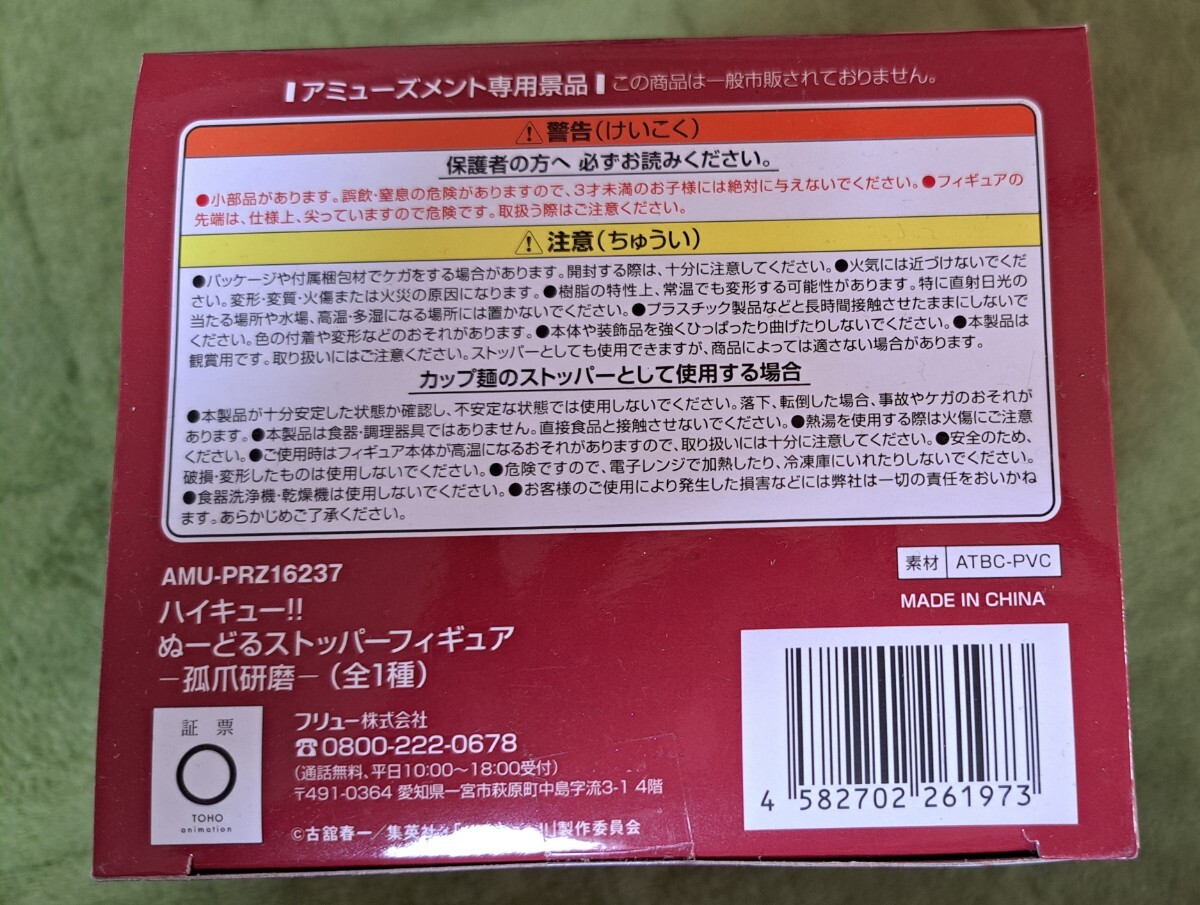 アミューズメント専用景品 この商品は一般市販されておりません。
⚠警告(けいこく)
保護者の方へ 必ずお読みください。
●小部品があります。誤飲・窒息の危険がありますので、3才未満のお子様には絶対に与えないでください。●フィギュアの
先端は、仕様上、尖っていますので危険です。取扱う際はご注意ください。
⚠注意(ちゅうい)
●パッケージや付属梱包材でケガをする場合があります。開封する際は、十分に注意してください。●火気には近づけないでくだ
さい。変形・変質・火傷または火災の原因になります。●樹脂の特性上、常温でも変形する可能性があります。特に直射日光の
当たる場所や水場、高温・多湿になる場所には置かないでください。●プラスチック製品などと長時間接触させたままにしないで
ください。色の付着や変形などのおそれがあります。●本体や装飾品を強くひっぱったり曲げたりしないでください。●本製品は
観賞用です。取り扱いにはご注意ください。ストッパーとしても使用できますが、商品によっては適さない場合があります。
カップ麺のストッパーとして使用する場合
●本製品が十分安定した状態か確認し、不安定な状態では使用しないでください。落下、転倒した場合、事故やケガのおそれが
あります。●本製品は食器・調理器具ではありません。直接食品と接触させないでください。●熱湯を使用する際は火傷にご注意
ください。●ご使用時はフィギュア本体が高温になるおそれがありますので、取り扱いには十分に注意してください。●安全のため、
破損・変形したものは使用しないでください。●危険ですので、電子レンジで加熱したり、冷凍庫にいれたりしないでください。
●食器洗浄機・乾燥機は使用しないでください。●お客様のご使用により発生した損害などには弊社は一切の責任をおいかね
ます。あらかじめご了承ください。
AMU-PRZ16237
素材 ATBC-PVC
MADE IN CHINA
ハイキュー!!
ぬーどるストッパーフィギュア
-孤爪研磨-(全1種)
証 票
TOHO
animation
フリュー株式会社
☎0800-222-0678
(通話無料、平日10:00～18:00受付)
〒491-0364 愛知県一宮市萩原町中島字流3-1 4階
©古舘春一/集英社・「 」製作委員会
4 582702 261973